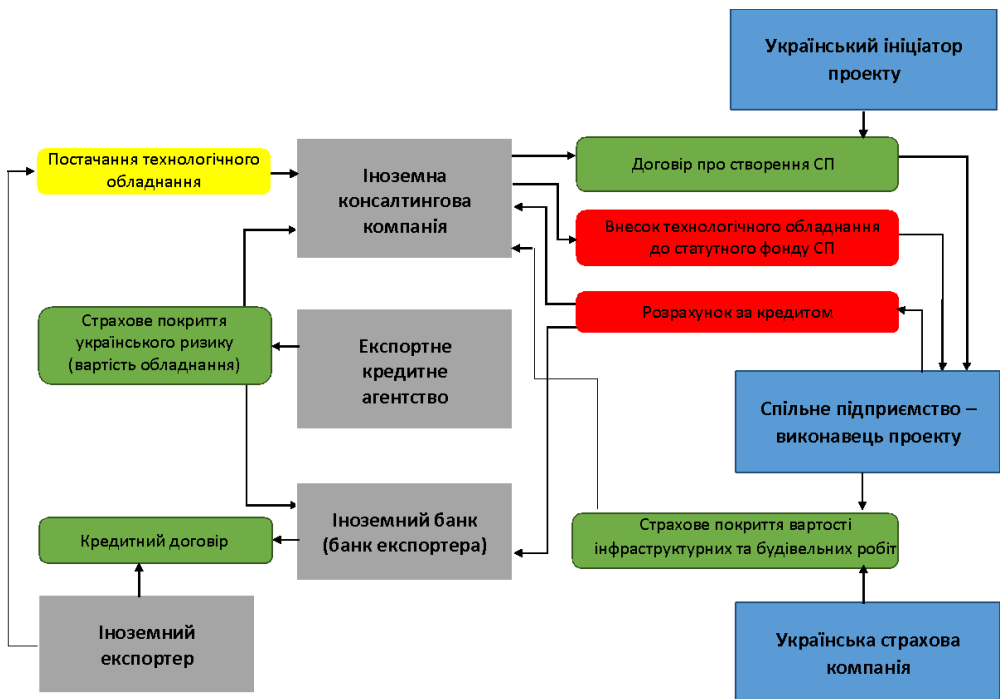 Український ініціатор
проекту
Постачання технологічного
обладнання
Іноземна
консалтингова
компанія
Договір про створення СП
Внесок технологічного обладнання
до статутного фонду СП
Розрахунок за кредитом
Страхове покриття
українського ризику
(вартість обладнання)
Експортне
кредитне
агентство
Спільне підприємство –
виконавець проекту
Кредитний договір
Іноземний банк
(банк експортера)
Страхове покриття вартості
інфраструктурних та будівельних робіт
Іноземний
експортер
Українська страхова
компанія